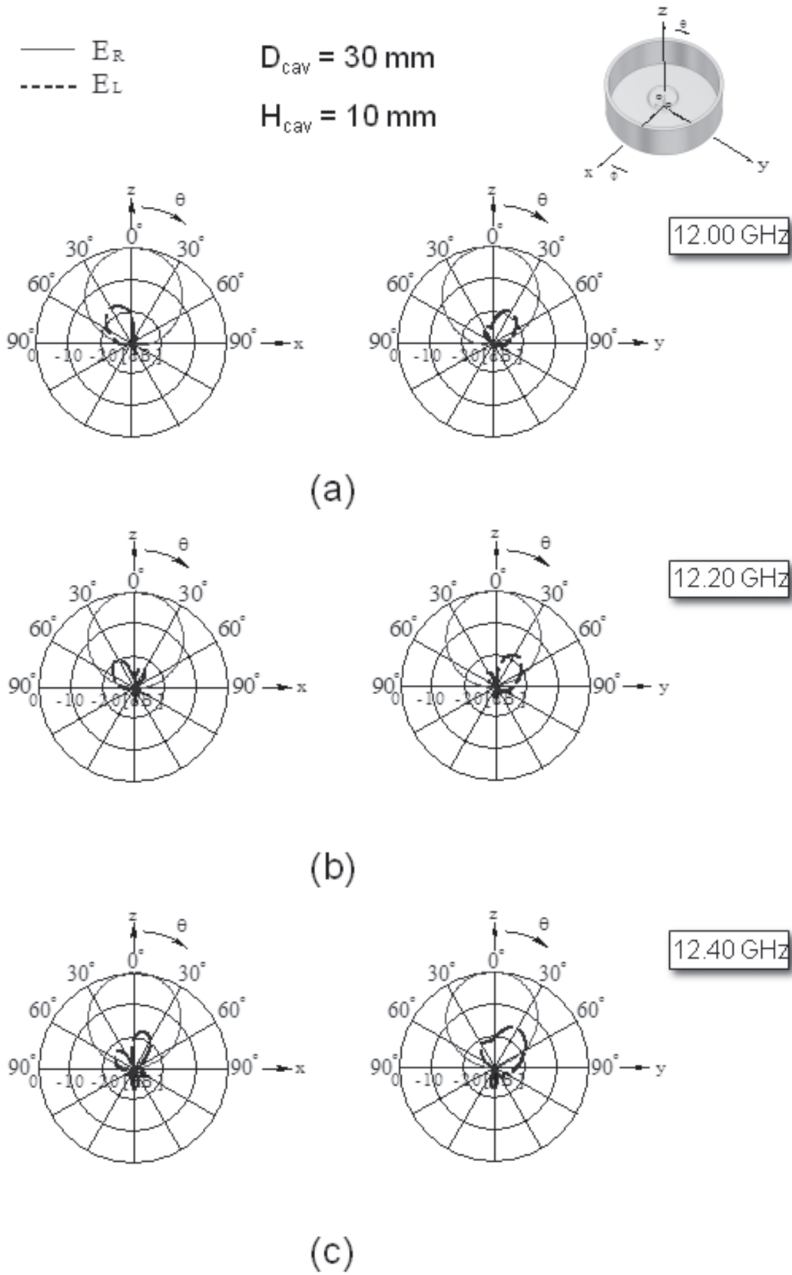 E_R
E_L
D_cav = 30 mm
H_cav = 10 mm
z
θ
x
φ
y
12.00 GHz
z θ
0°
30° 30°
60° 60°
90° 90° x
0 -10 -20
z θ
0°
30° 30°
60° 60°
90° 90° y
0 -10 -20
(a)
12.20 GHz
z θ
0°
30° 30°
60° 60°
90° 90° x
0 -10 -20
z θ
0°
30° 30°
60° 60°
90° 90° y
0 -10 -20
(b)
12.40 GHz
z θ
0°
30° 30°
60° 60°
90° 90° x
0 -10 -20
z θ
0°
30° 30°
60° 60°
90° 90° y
0 -10 -20
(c)